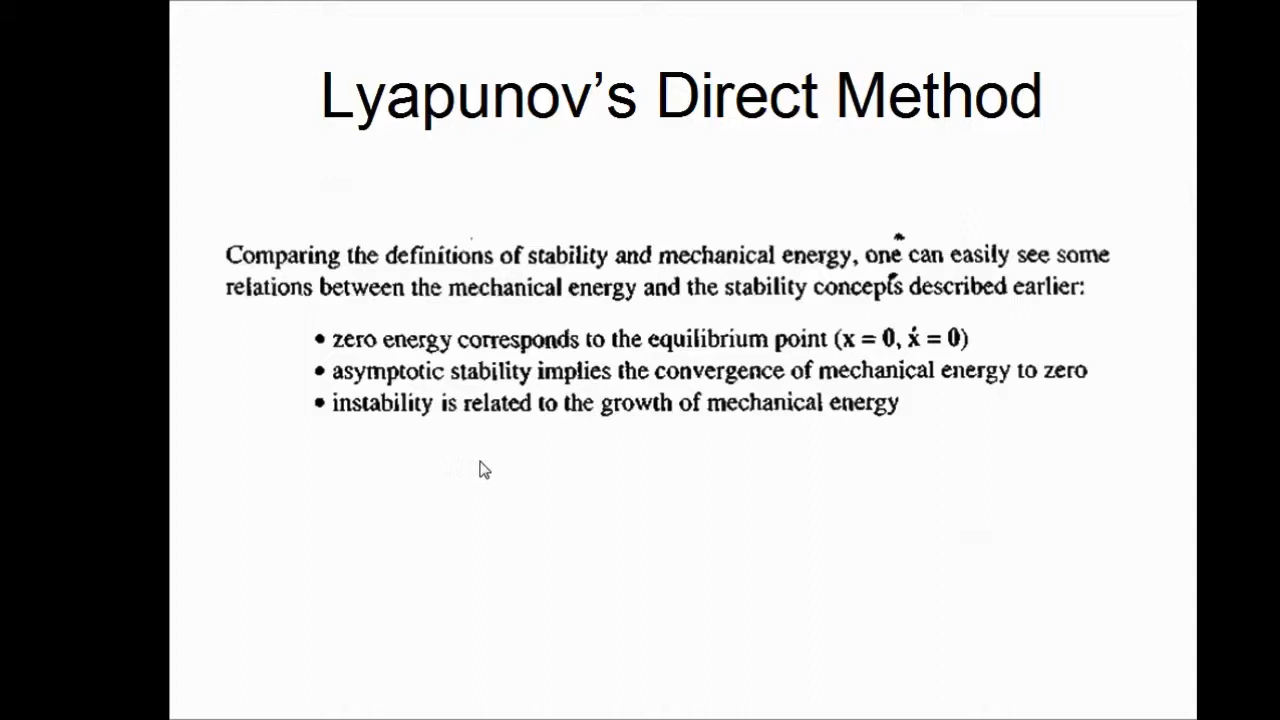 Lyapunov’s Direct Method
Comparing the definitions of stability and mechanical energy, one can easily see some
relations between the mechanical energy and the stability concepts described earlier:
• zero energy corresponds to the equilibrium point (x = 0, ẋ = 0)
• asymptotic stability implies the convergence of mechanical energy to zero
• instability is related to the growth of mechanical energy